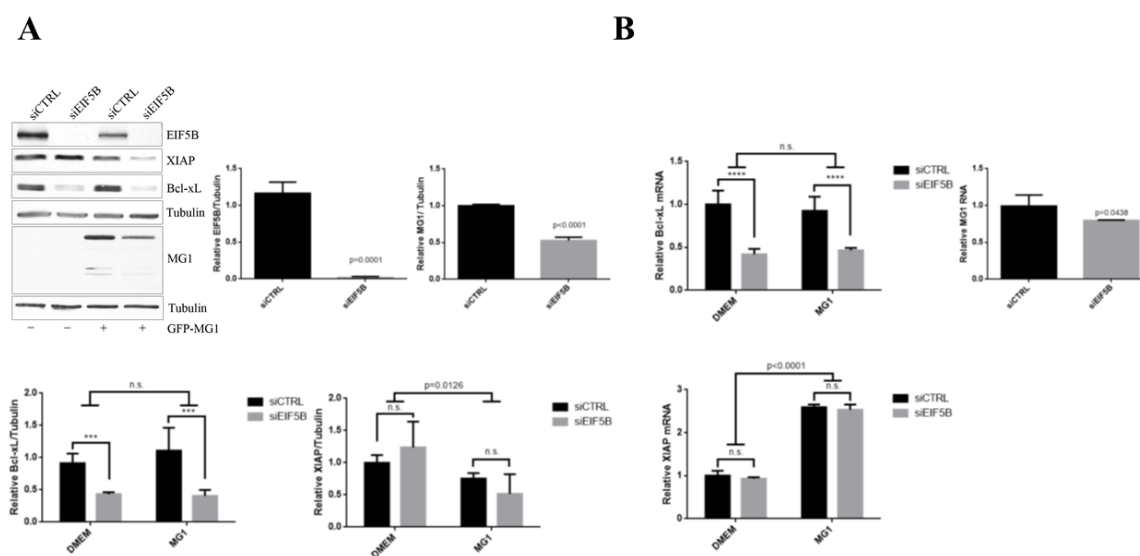 A
B
siCTRL
siEIF5B
siCTRL
siEIF5B
EIF5B
XIAP
Bcl-xL
Tubulin
MG1
Tubulin
− − + + GFP-MG1
Relative EIF5B/Tubulin
1.5
1.0
0.5
0.0
p=0.0001
siCTRL
siEIF5B
Relative MG1/ Tubulin
1.5
1.0
0.5
0.0
p<0.0001
siCTRL
siEIF5B
Relative Bcl-xL mRNA
1.5
1.0
0.5
0.0
n.s.
****
****
DMEM
MG1
siCTRL
siEIF5B
Relative MG1 RNA
1.5
1.0
0.5
0.0
p=0.0438
siCTRL
siEIF5B
Relative Bcl-xL/Tubulin
2.0
1.5
1.0
0.5
0.0
n.s.
***
***
DMEM
MG1
siCTRL
siEIF5B
Relative XIAP/Tubulin
2.0
1.5
1.0
0.5
0.0
p=0.0126
n.s.
n.s.
DMEM
MG1
siCTRL
siEIF5B
Relative XIAP mRNA
4
3
2
1
0
p<0.0001
n.s.
n.s.
DMEM
MG1
siCTRL
siEIF5B